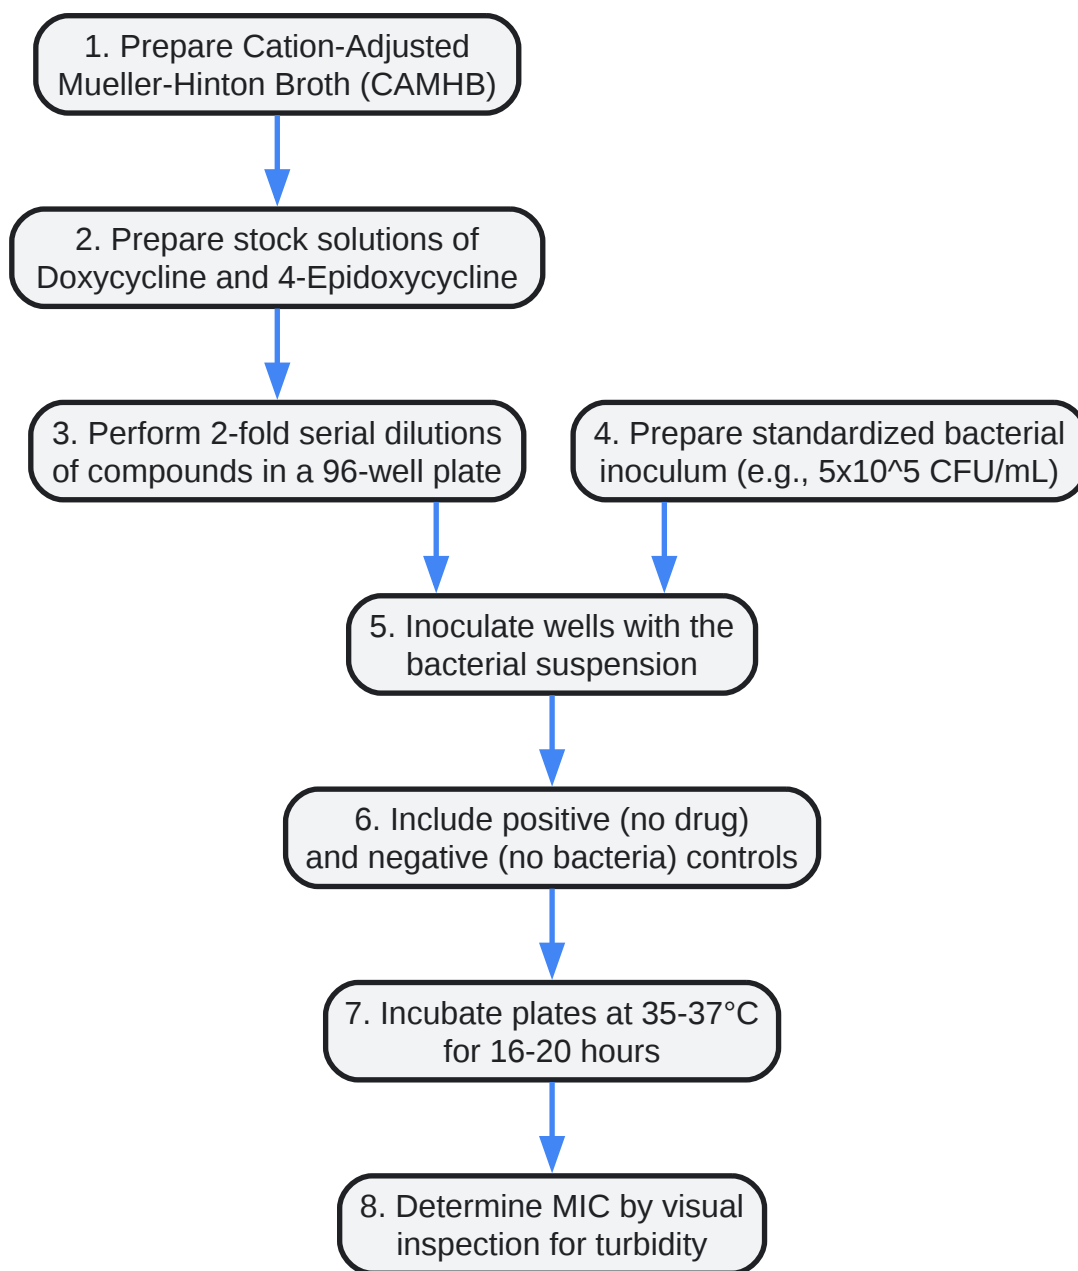 1. Prepare Cation-Adjusted
Mueller-Hinton Broth (CAMHB)
2. Prepare stock solutions of
Doxycycline and 4-Epidoxycycline
3. Perform 2-fold serial dilutions
of compounds in a 96-well plate
4. Prepare standardized bacterial
inoculum (e.g., 5x10^5 CFU/mL)
5. Inoculate wells with the
bacterial suspension
6. Include positive (no drug)
and negative (no bacteria) controls
7. Incubate plates at 35-37°C
for 16-20 hours
8. Determine MIC by visual
inspection for turbidity